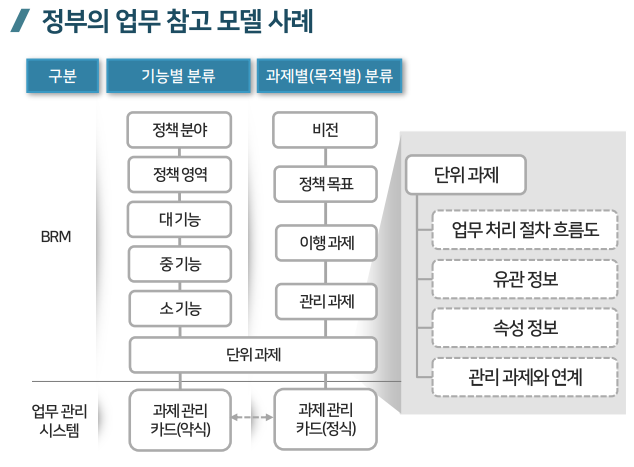 정부의 업무 참고 모델 사례
구분
기능별 분류
과제별(목적별) 분류
BRM
정책 분야
정책 영역
대 기능
중 기능
소 기능
비전
정책 목표
이행 과제
관리 과제
단위 과제
단위 과제
업무 처리 절차 흐름도
유관 정보
속성 정보
관리 과제와 연계
업무 관리
시스템
과제 관리
카드(약식)
과제 관리
카드(정식)